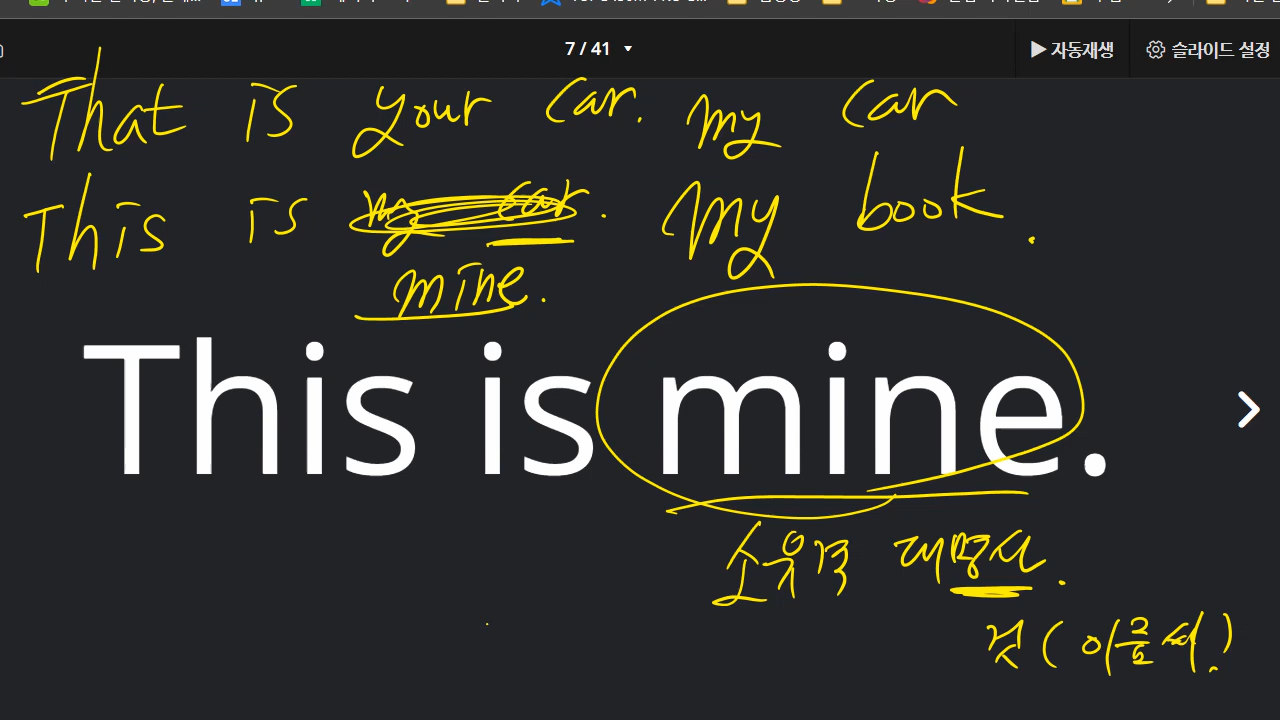 7 / 41
자동재생
슬라이드 설정
That is your car. my car
This is my car. my book.
mine.
This is mine.
소유격 대명사.
것 (이름 써!)